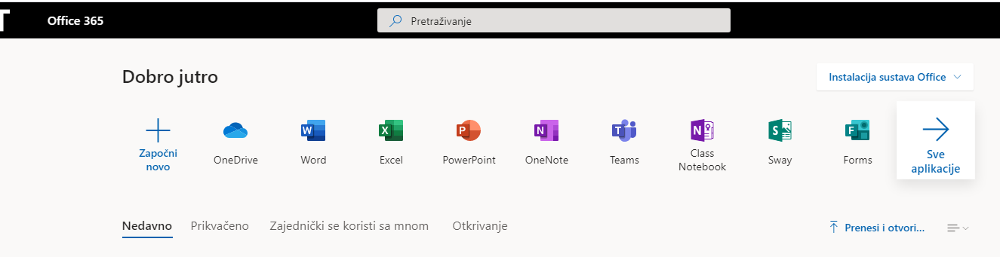 Office 365
Pretraživanje
Dobro jutro
Instalacija sustava Office
Započni
novo
OneDrive
Word
Excel
PowerPoint
OneNote
Teams
Class
Notebook
Sway
Forms
Sve
aplikacije
Nedavno
Prikvačeno
Zajednički se koristi sa mnom
Otkrivanje
Prenesi i otvori...